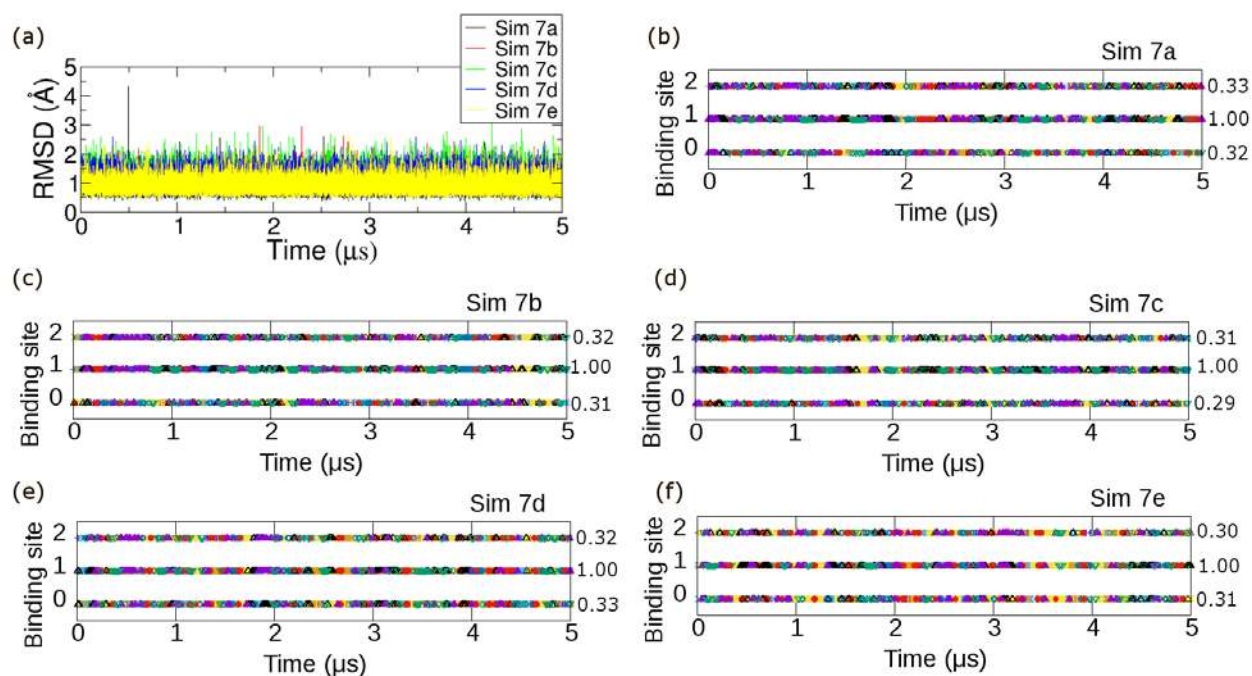 (a)
Sim 7a
Sim 7b
Sim 7c
Sim 7d
Sim 7e
RMSD (Å)
5
4
3
2
1
0
0 1 2 3 4 5
Time (μs)
(b)
Sim 7a
Binding site
2 0.33
1 1.00
0 0.32
0 1 2 3 4 5
Time (μs)
(c)
Sim 7b
Binding site
2 0.32
1 1.00
0 0.31
0 1 2 3 4 5
Time (μs)
(d)
Sim 7c
Binding site
2 0.31
1 1.00
0 0.29
0 1 2 3 4 5
Time (μs)
(e)
Sim 7d
Binding site
2 0.32
1 1.00
0 0.33
0 1 2 3 4 5
Time (μs)
(f)
Sim 7e
Binding site
2 0.30
1 1.00
0 0.31
0 1 2 3 4 5
Time (μs)